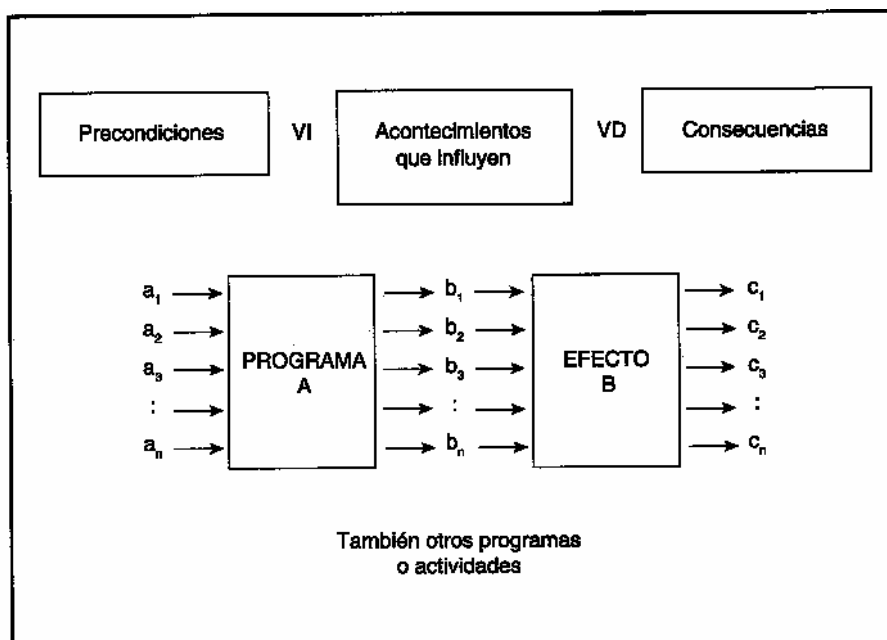 Precondiciones VI Acontecimientos que influyen VD Consecuencias
a₁ b₁ c₁
a₂ b₂ c₂
a₃ PROGRAMA A b₃ EFECTO B c₃
: : :
aₙ bₙ cₙ
También otros programas
o actividades